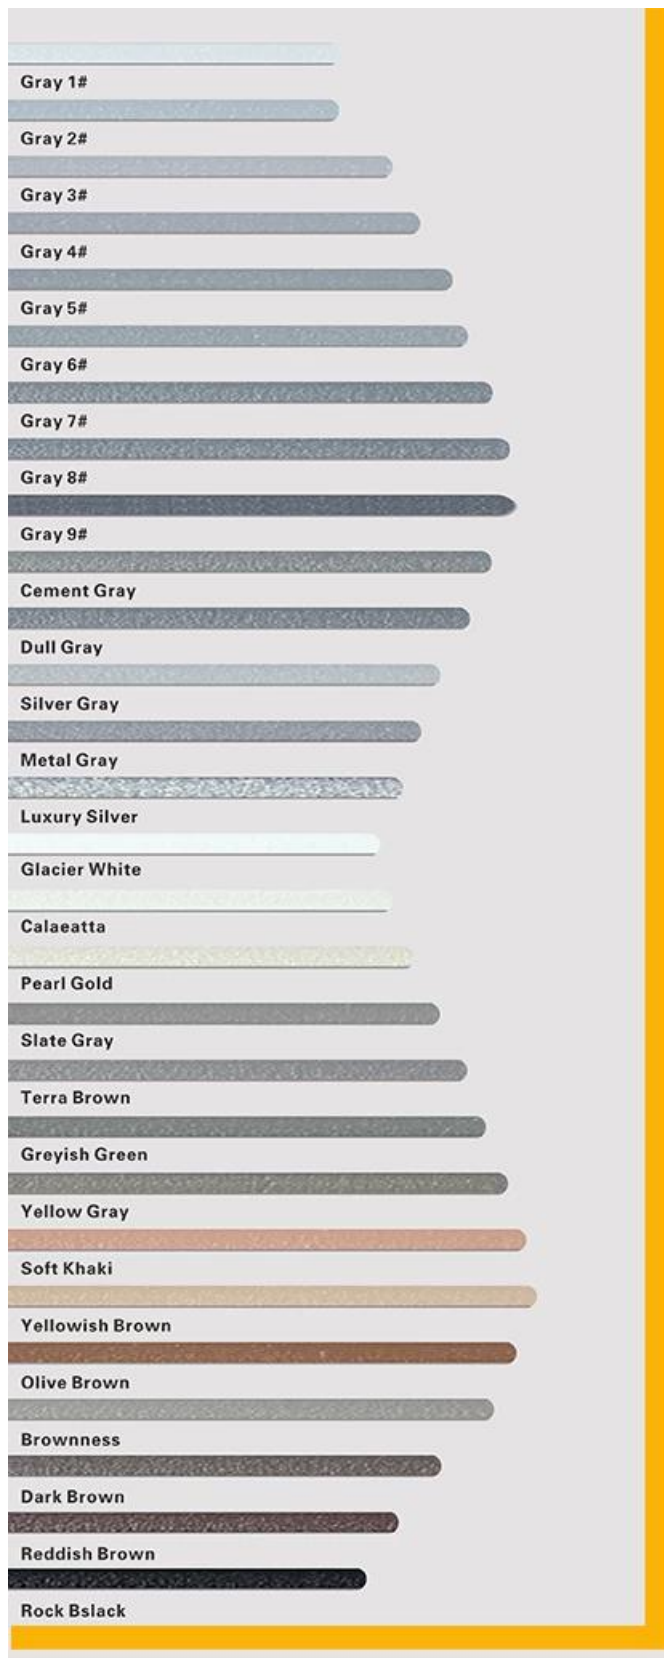 Gray 1#
Gray 2#
Gray 3#
Gray 4#
Gray 5#
Gray 6#
Gray 7#
Gray 8#
Gray 9#
Cement Gray
Dull Gray
Silver Gray
Metal Gray
Luxury Silver
Glacier White
Calaeatta
Pearl Gold
Slate Gray
Terra Brown
Greyish Green
Yellow Gray
Soft Khaki
Yellowish Brown
Olive Brown
Brownness
Dark Brown
Reddish Brown
Rock Bslack